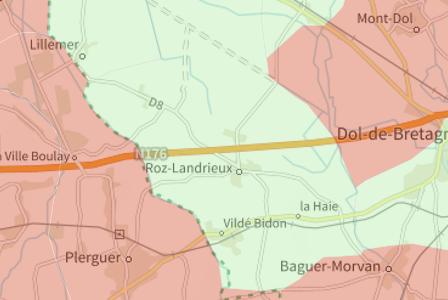 Mont-Dol
Lillemer
D8
N176
Dol-de-Bretagn
Ville Boulay
Roz-Landrieux
la Haie
Vildé Bidon
Plerguer
Baguer-Morvan